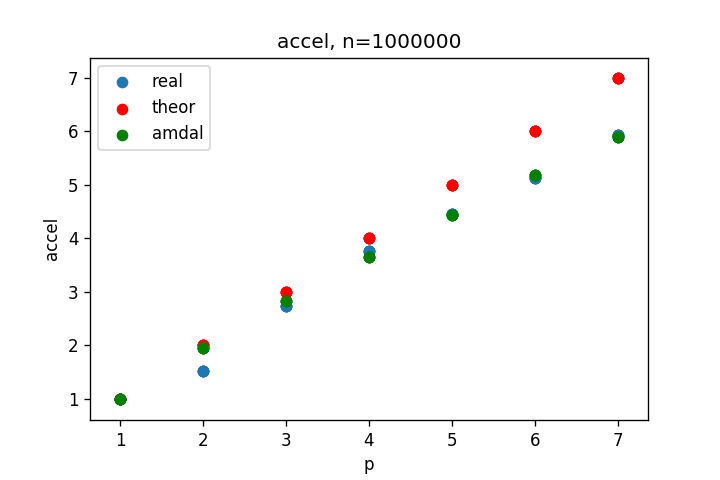 accel, n=1000000
real
theor
amdal
7
6
5
4
3
2
1
accel
1 2 3 4 5 6 7
p